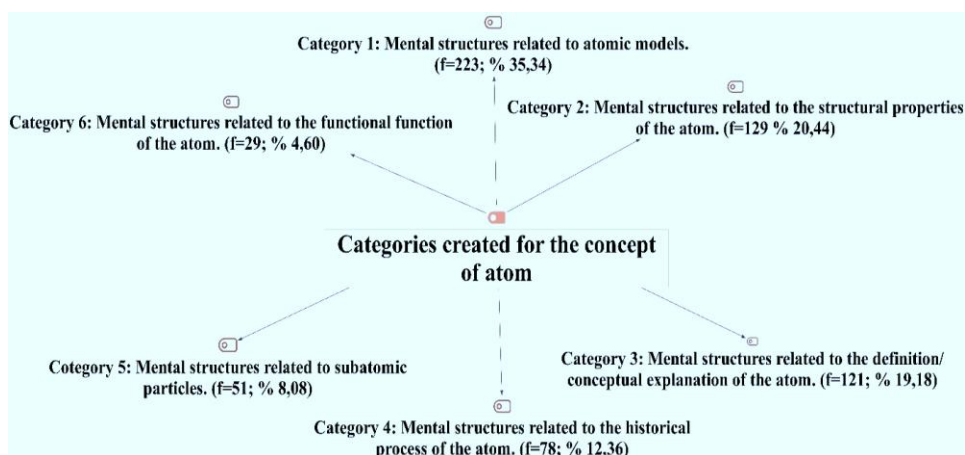 Category 1: Mental structures related to atomic models.
(f=223; % 35,34)
Category 2: Mental structures related to the structural properties
of the atom. (f=129 % 20,44)
Category 6: Mental structures related to the functional function
of the atom. (f=29; % 4,60)
Categories created for the concept
of atom
Cotegory 5: Mental structures related to subatomic
particles. (f=51; % 8,08)
Category 3: Mental structures related to the definition/
conceptual explanation of the atom. (f=121; % 19,18)
Category 4: Mental structures related to the historical
process of the atom. (f=78; % 12,36)